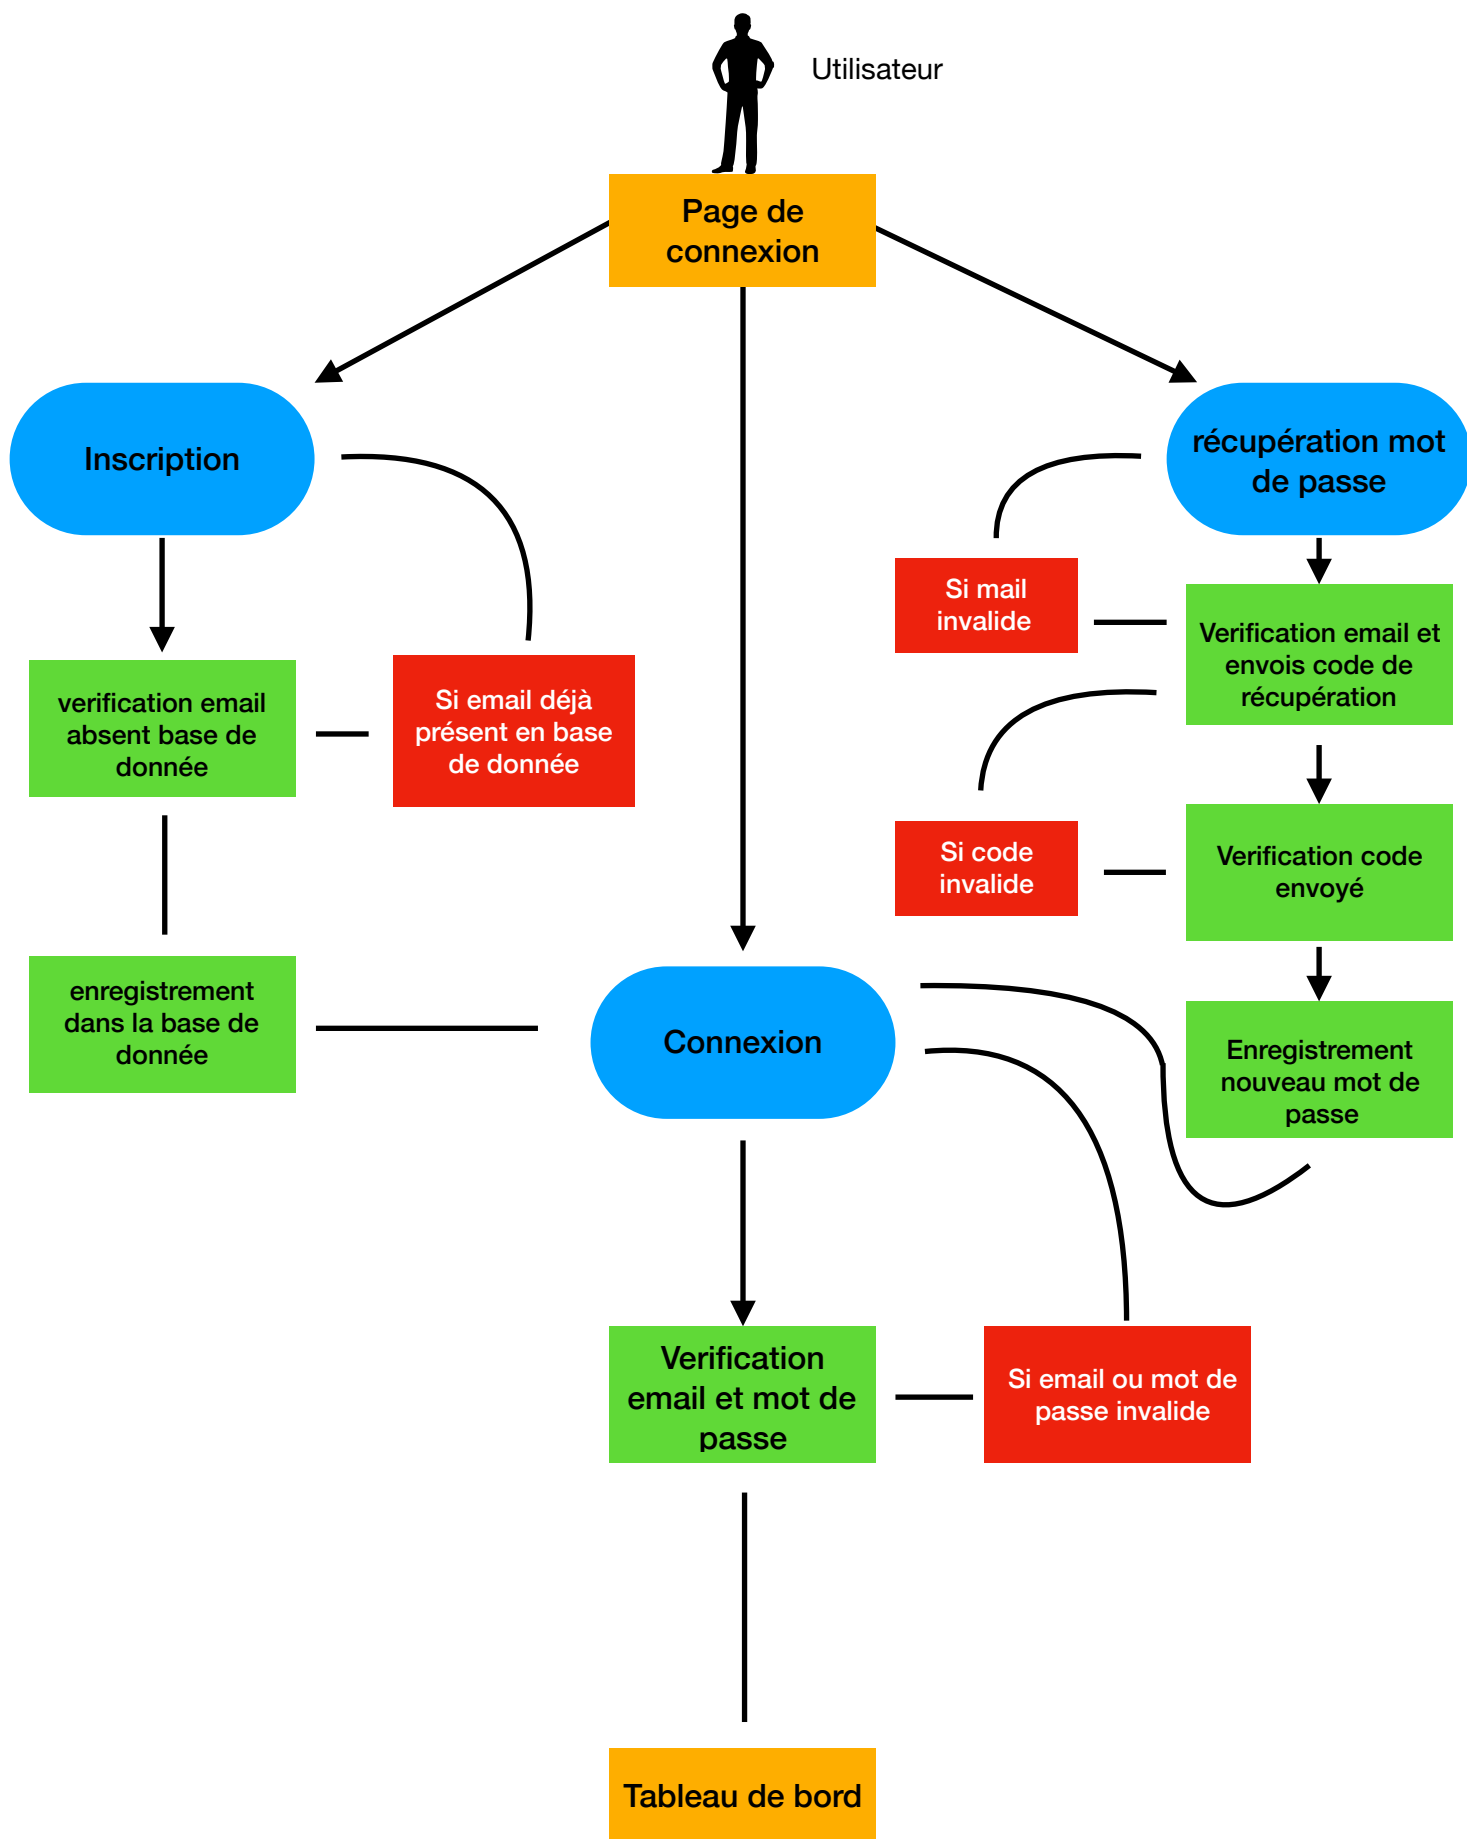 Utilisateur
Page de
connexion
Inscription
récupération mot
de passe
Si mail
invalide
Verification email et
envois code de
récupération
verification email
absent base de
donnée
Si email déjà
présent en base
de donnée
Si code
invalide
Verification code
envoyé
enregistrement
dans la base de
donnée
Connexion
Enregistrement
nouveau mot de
passe
Verification
email et mot de
passe
Si email ou mot de
passe invalide
Tableau de bord